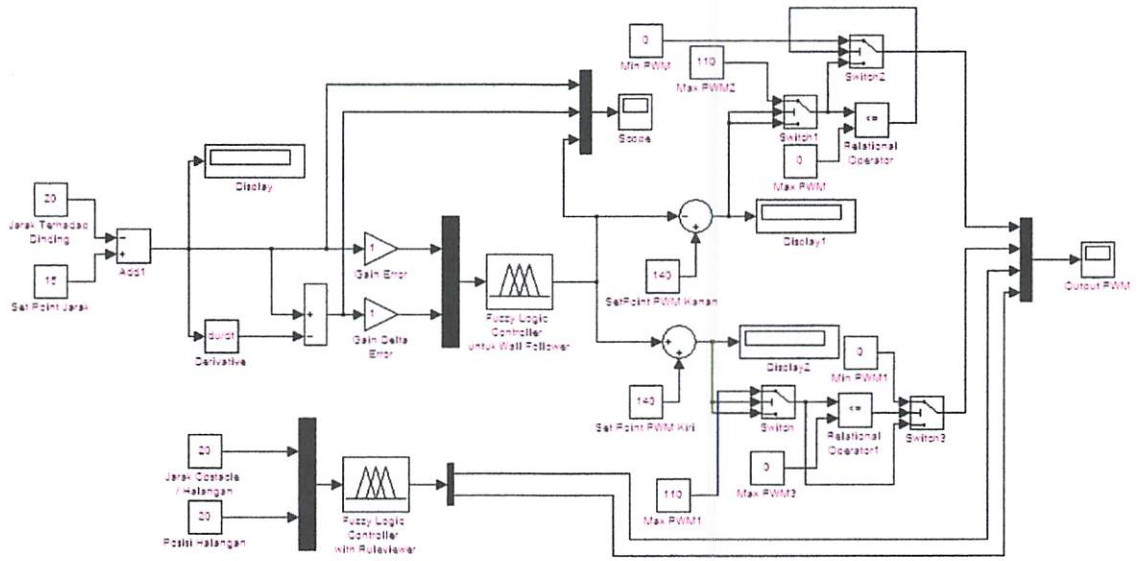 0
Min PWM
110
Max PWM2
Switch2
Switch1
<=
Relational
Operator
0
Max PWM
Scope
Display
20
Jarak Terhadap
Dinding
Add1
15
Set Point Jarak
1
Gain Error
1
Gain Delta
Error
du/dt
Derivative
Fuzzy Logic
Controller
untuk Wall Follower
Display1
140
SetPoint PWM Kanan
Output PWM
Display2
140
Set Point PWM Kiri
0
Min PWM1
Switch
<=
Relational
Operator1
Switch3
0
Max PWM3
110
Max PWM1
20
Jarak Obstacle
/ Halangan
20
Posisi Halangan
Fuzzy Logic
Controller
with Ruleviewer